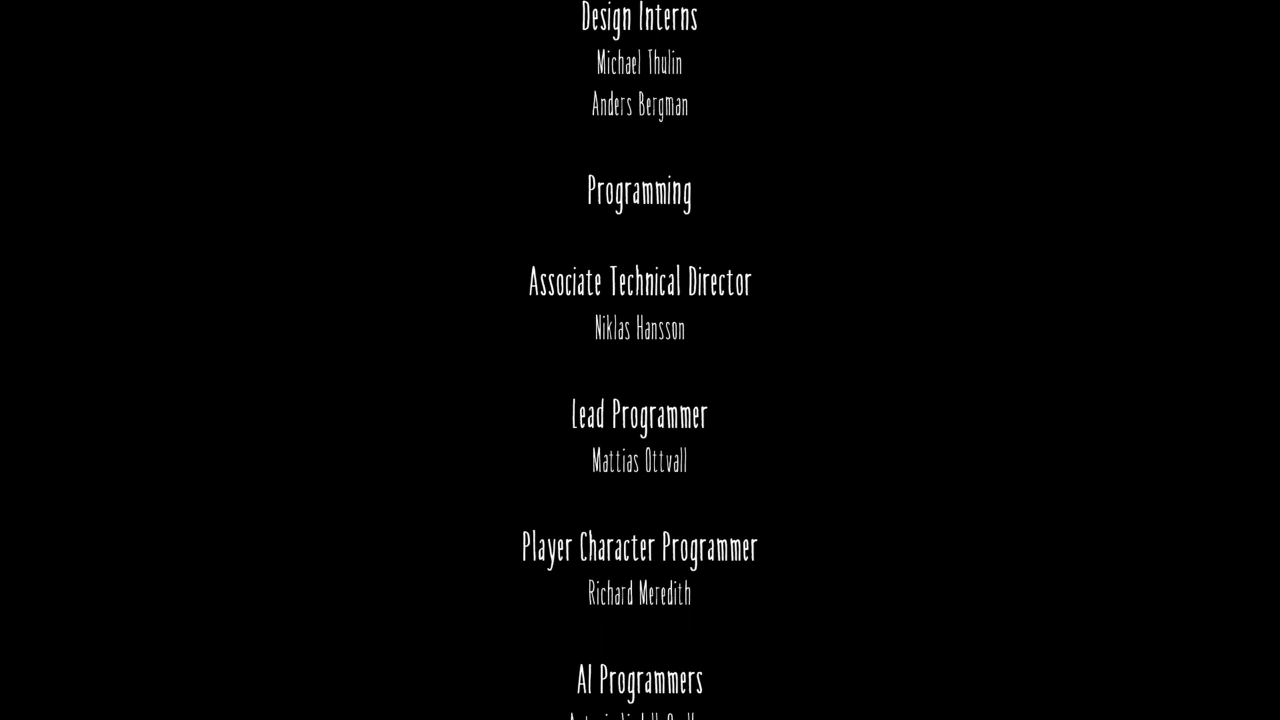 Design Interns
Michael Thulin
Anders Bergman
Programming
Associate Technical Director
Niklas Hansson
Lead Programmer
Mattias Ottvall
Player Character Programmer
Richard Meredith
AI Programmers